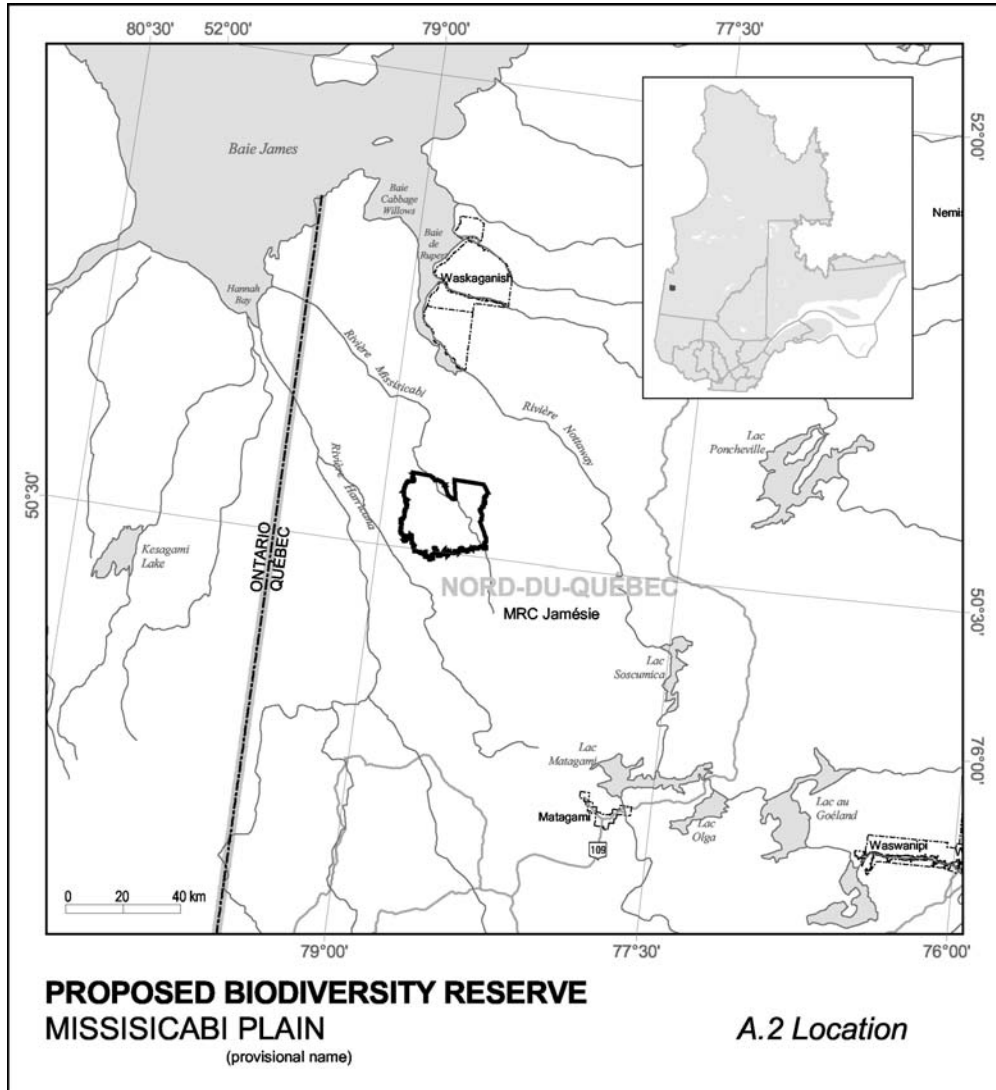 80°30'
52°00'
79°00'
77°30'
Baie James
52°00'
Baie
Cabbage
Willows
Nemis
Baie
de
Rupert
Waskaganish
Hannah
Bay
Rivière Missisicabi
Rivière Nottaway
Lac
Poncheville
50°30'
Rivière Harricana
Kesagami
Lake
ONTARIO
QUÉBEC
NORD-DU-QUÉBEC
MRC Jamésie
50°30'
Lac
Soscumica
Lac
Matagami
76°00'
Matagami
Lac
Olga
Lac au
Goéland
109
Waswanipi
0 20 40 km
79°00'
77°30'
76°00'
PROPOSED BIODIVERSITY RESERVE
MISSISICABI PLAIN
(provisional name)
A.2 Location